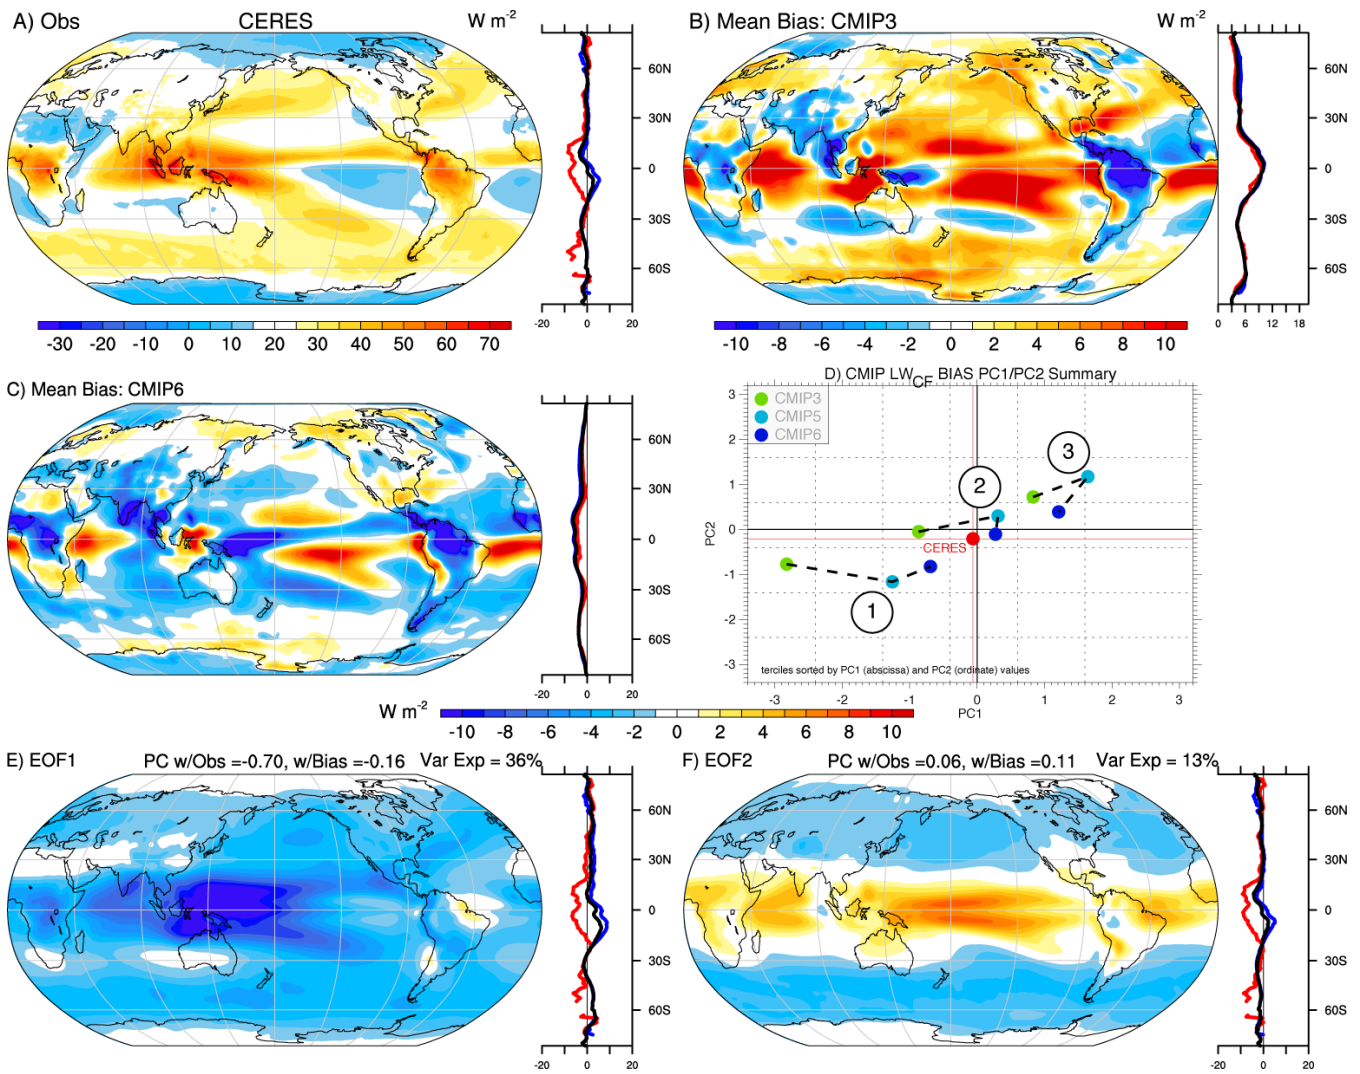 A) Obs CERES W m-2
60N
30N
0
30S
60S
-20 0 20
-30 -20 -10 0 10 20 30 40 50 60 70
B) Mean Bias: CMIP3 W m-2
60N
30N
0
30S
60S
0 6 12 18
-10 -8 -6 -4 -2 0 2 4 6 8 10
C) Mean Bias: CMIP6
60N
30N
0
30S
60S
-20 0 20
D) CMIP LWCF BIAS PC1/PC2 Summary
CMIP3
CMIP5
CMIP6
3
2
1
0
-1
-2
-3
PC2
1
2
3
CERES
terciles sorted by PC1 (abscissa) and PC2 (ordinate) values
-3 -2 -1 0 1 2 3
PC1
W m-2
-10 -8 -6 -4 -2 0 2 4 6 8 10
E) EOF1 PC w/Obs =-0.70, w/Bias =-0.16 Var Exp = 36%
60N
30N
0
30S
60S
-20 0 20
F) EOF2 PC w/Obs =0.06, w/Bias =0.11 Var Exp = 13%
60N
30N
0
30S
60S
-20 0 20